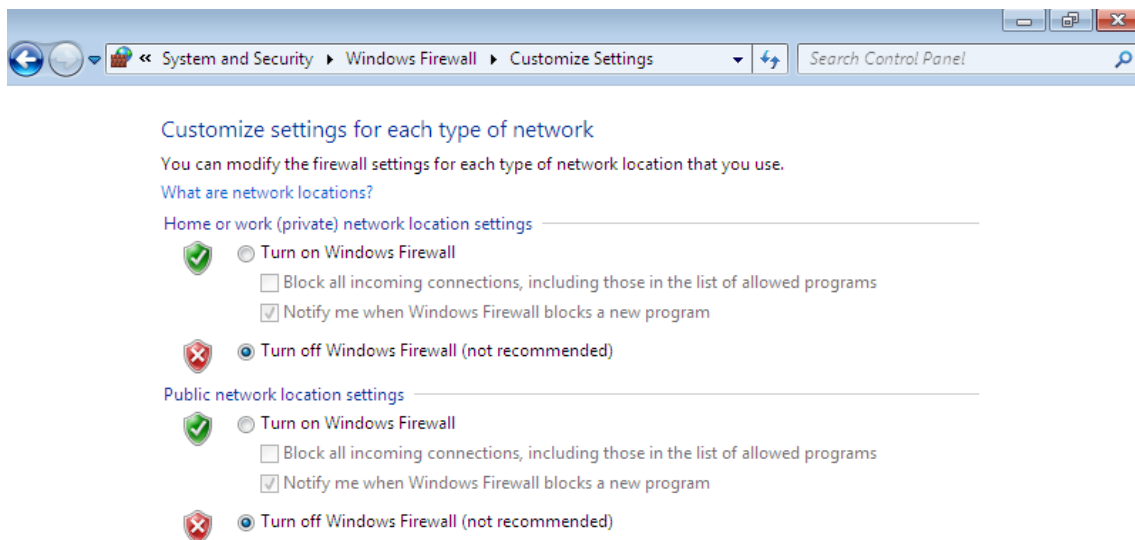 « System and Security ▸ Windows Firewall ▸ Customize Settings
Search Control Panel
Customize settings for each type of network
You can modify the firewall settings for each type of network location that you use.
What are network locations?
Home or work (private) network location settings
Turn on Windows Firewall
Block all incoming connections, including those in the list of allowed programs
Notify me when Windows Firewall blocks a new program
Turn off Windows Firewall (not recommended)
Public network location settings
Turn on Windows Firewall
Block all incoming connections, including those in the list of allowed programs
Notify me when Windows Firewall blocks a new program
Turn off Windows Firewall (not recommended)